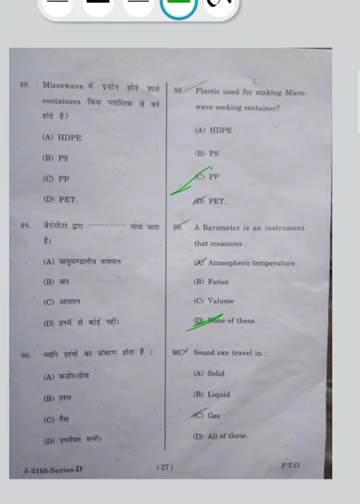 88. Microwave में प्रयोग होने वाले
containers किस प्लास्टिक से बने
होते है?
(A) HDPE
(B) PS
(C) PP
(D) PET.
89. बैरोमीटर द्वारा ---------- मापा जाता
है।
(A) वायुमण्डलीय तापमान
(B) बल
(C) आयतन
(D) इनमें से कोई नहीं।
90. ध्वनि तरंगों का संचरण होता है :
(A) कठोर/ठोस
(B) तरल
(C) गैस
(D) उपरोक्त सभी।
88. Plastic used for making Micro-
wave cooking container?
(A) HDPE
(B) PS
(C) PP
(D) PET.
89. A Barometer is an instrument
that measures :
(A) Atmospheric temperature
(B) Force
(C) Valume
(D) None of these.
90. Sound can travel in :
(A) Solid
(B) Liquid
(C) Gas
(D) All of these.
J-2105-Series-D
(27)
P.T.O.